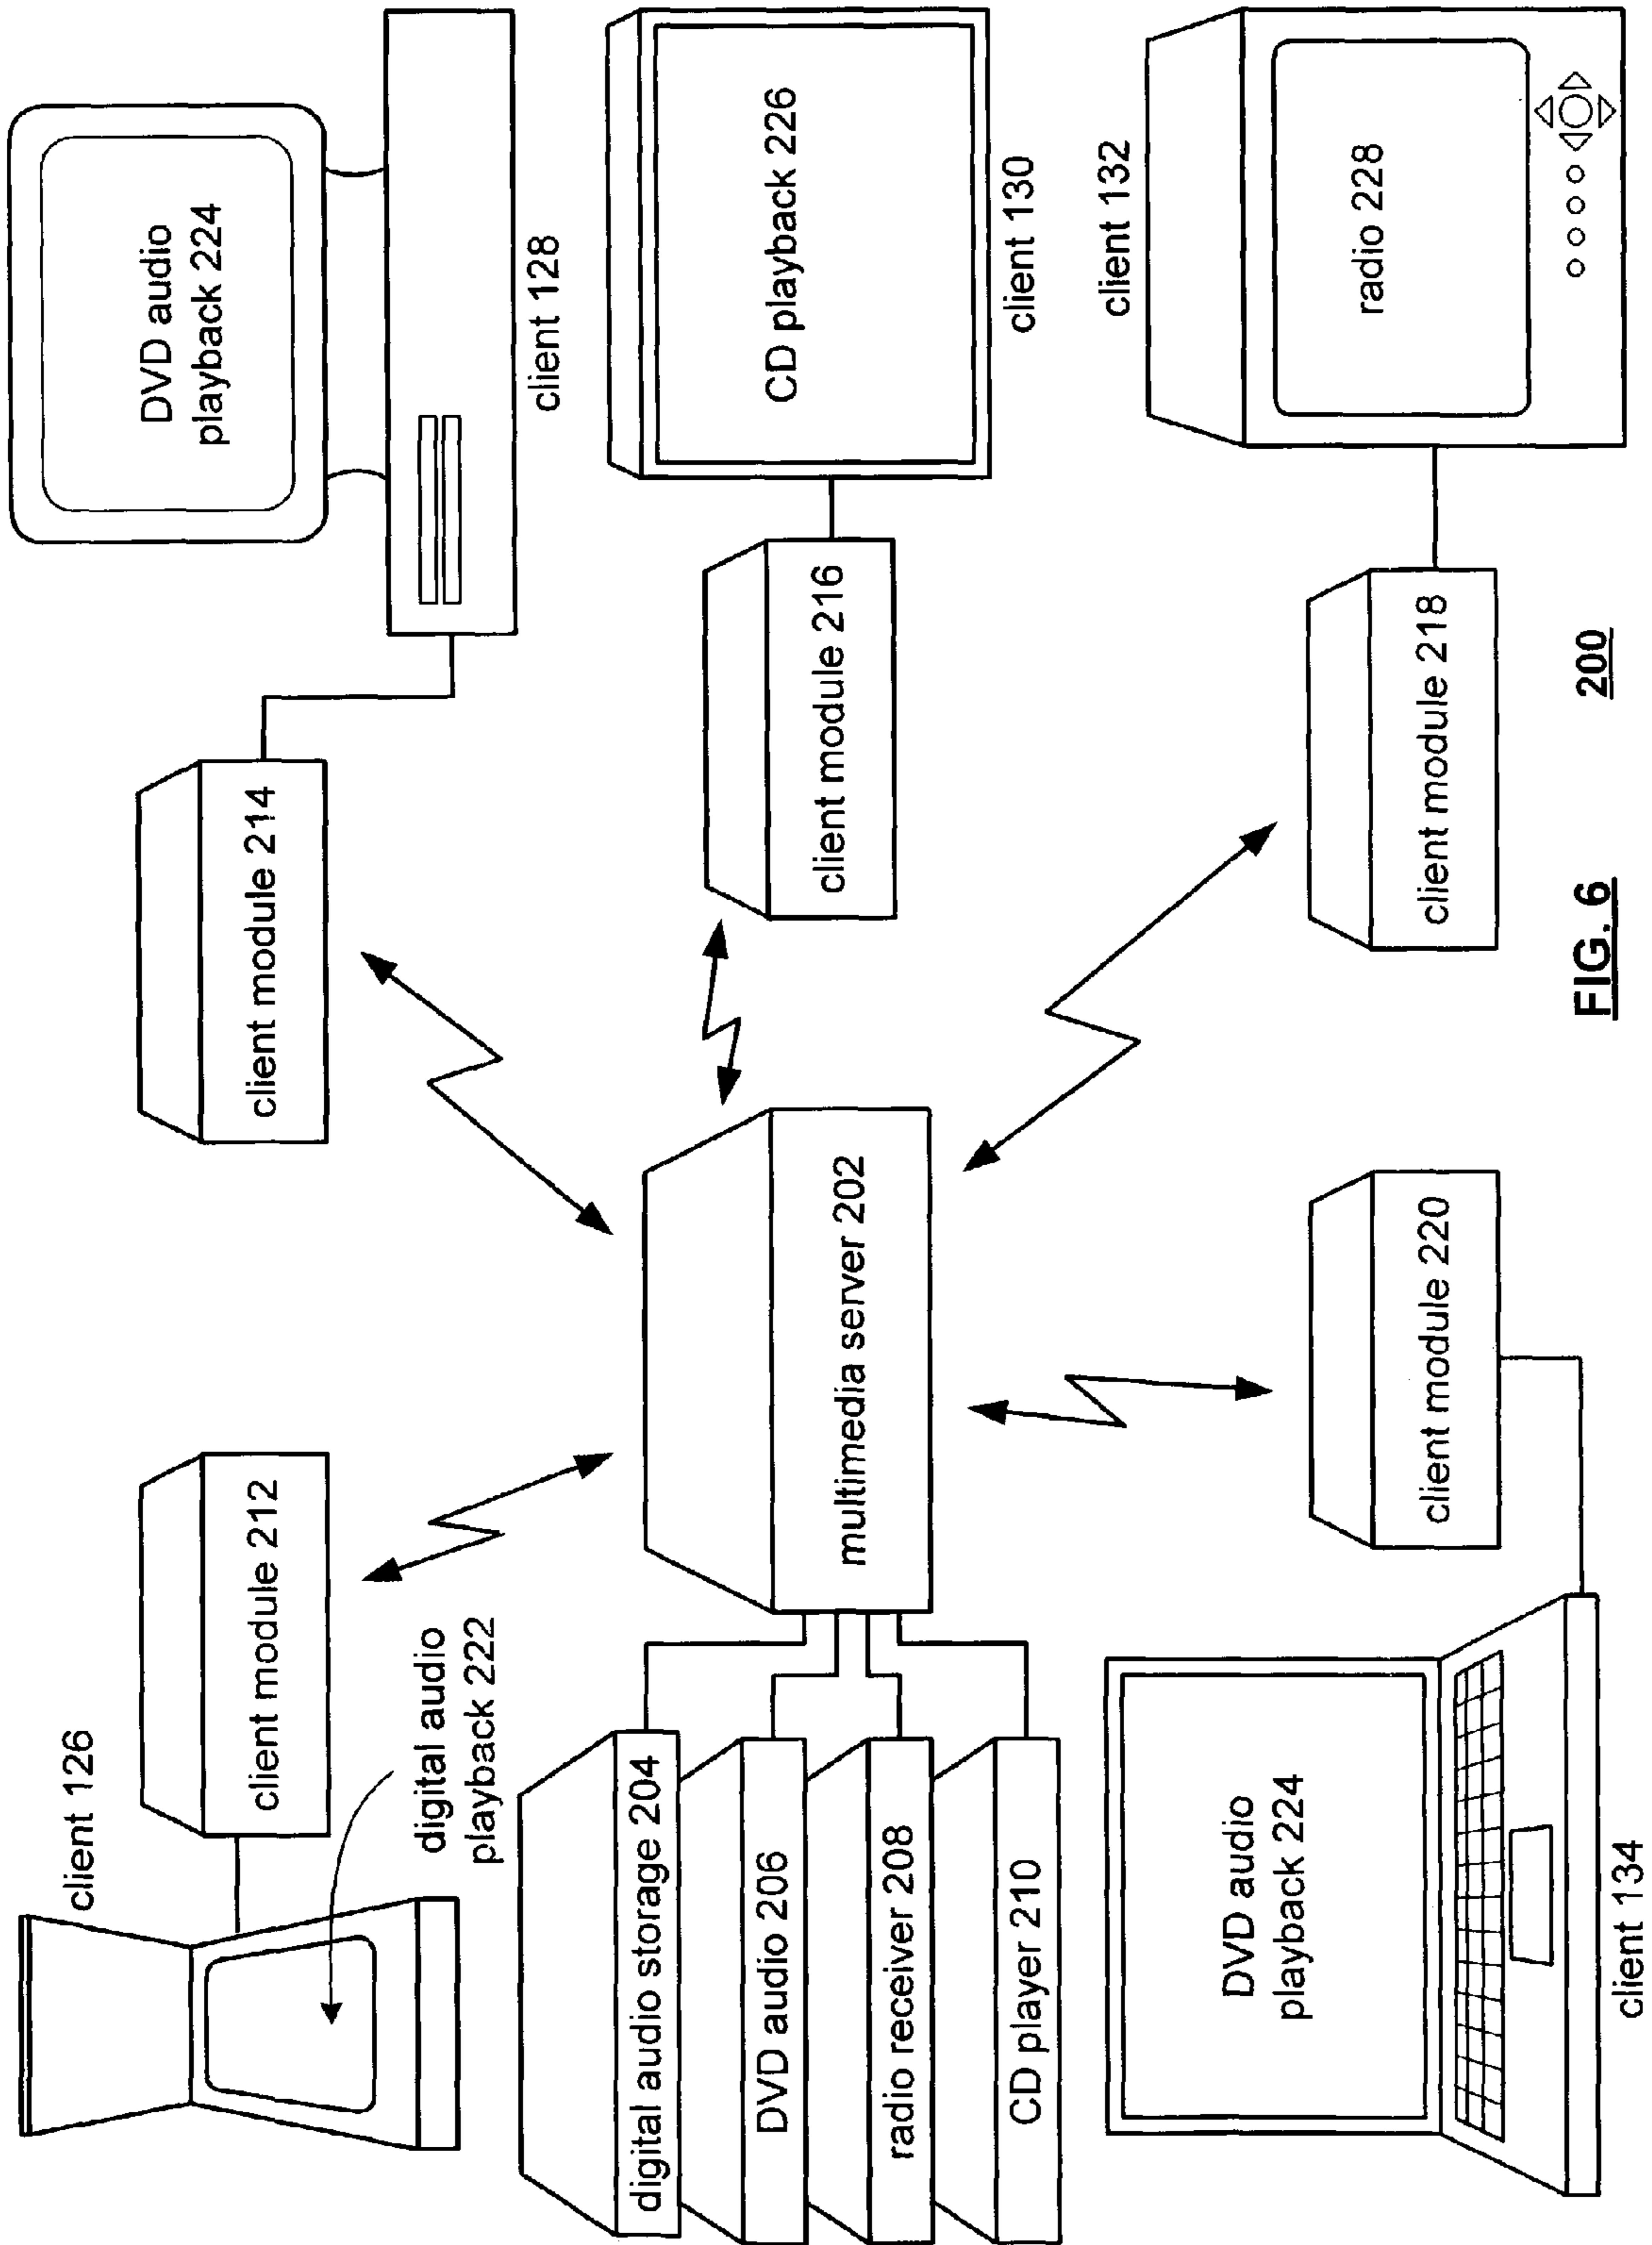 client 126
client module 212
digital audio
playback 222
client module 214
DVD audio
playback 224
client 128
digital audio storage 204
DVD audio 206
radio receiver 208
CD player 210
multimedia server 202
client module 216
CD playback 226
client 130
DVD audio
playback 224
client 134
client module 220
client module 218
radio 228
client 132
FIG. 6
200